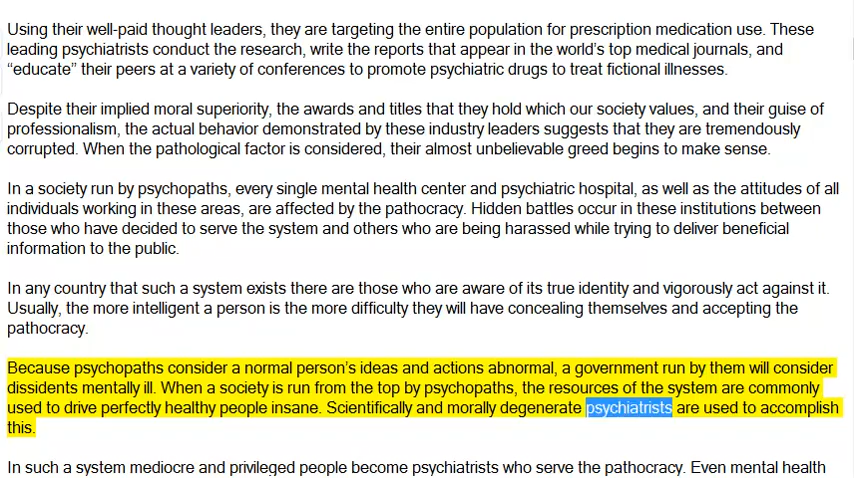 Using their well-paid thought leaders, they are targeting the entire population for prescription medication use. These
leading psychiatrists conduct the research, write the reports that appear in the world's top medical journals, and
“educate” their peers at a variety of conferences to promote psychiatric drugs to treat fictional illnesses.
Despite their implied moral superiority, the awards and titles that they hold which our society values, and their guise of
professionalism, the actual behavior demonstrated by these industry leaders suggests that they are tremendously
corrupted. When the pathological factor is considered, their almost unbelievable greed begins to make sense.
In a society run by psychopaths, every single mental health center and psychiatric hospital, as well as the attitudes of all
individuals working in these areas, are affected by the pathocracy. Hidden battles occur in these institutions between
those who have decided to serve the system and others who are being harassed while trying to deliver beneficial
information to the public.
In any country that such a system exists there are those who are aware of its true identity and vigorously act against it.
Usually, the more intelligent a person is the more difficulty they will have concealing themselves and accepting the
pathocracy.
Because psychopaths consider a normal person's ideas and actions abnormal, a government run by them will consider
dissidents mentally ill. When a society is run from the top by psychopaths, the resources of the system are commonly
used to drive perfectly healthy people insane. Scientifically and morally degenerate psychiatrists are used to accomplish
this.
In such a system mediocre and privileged people become psychiatrists who serve the pathocracy. Even mental health